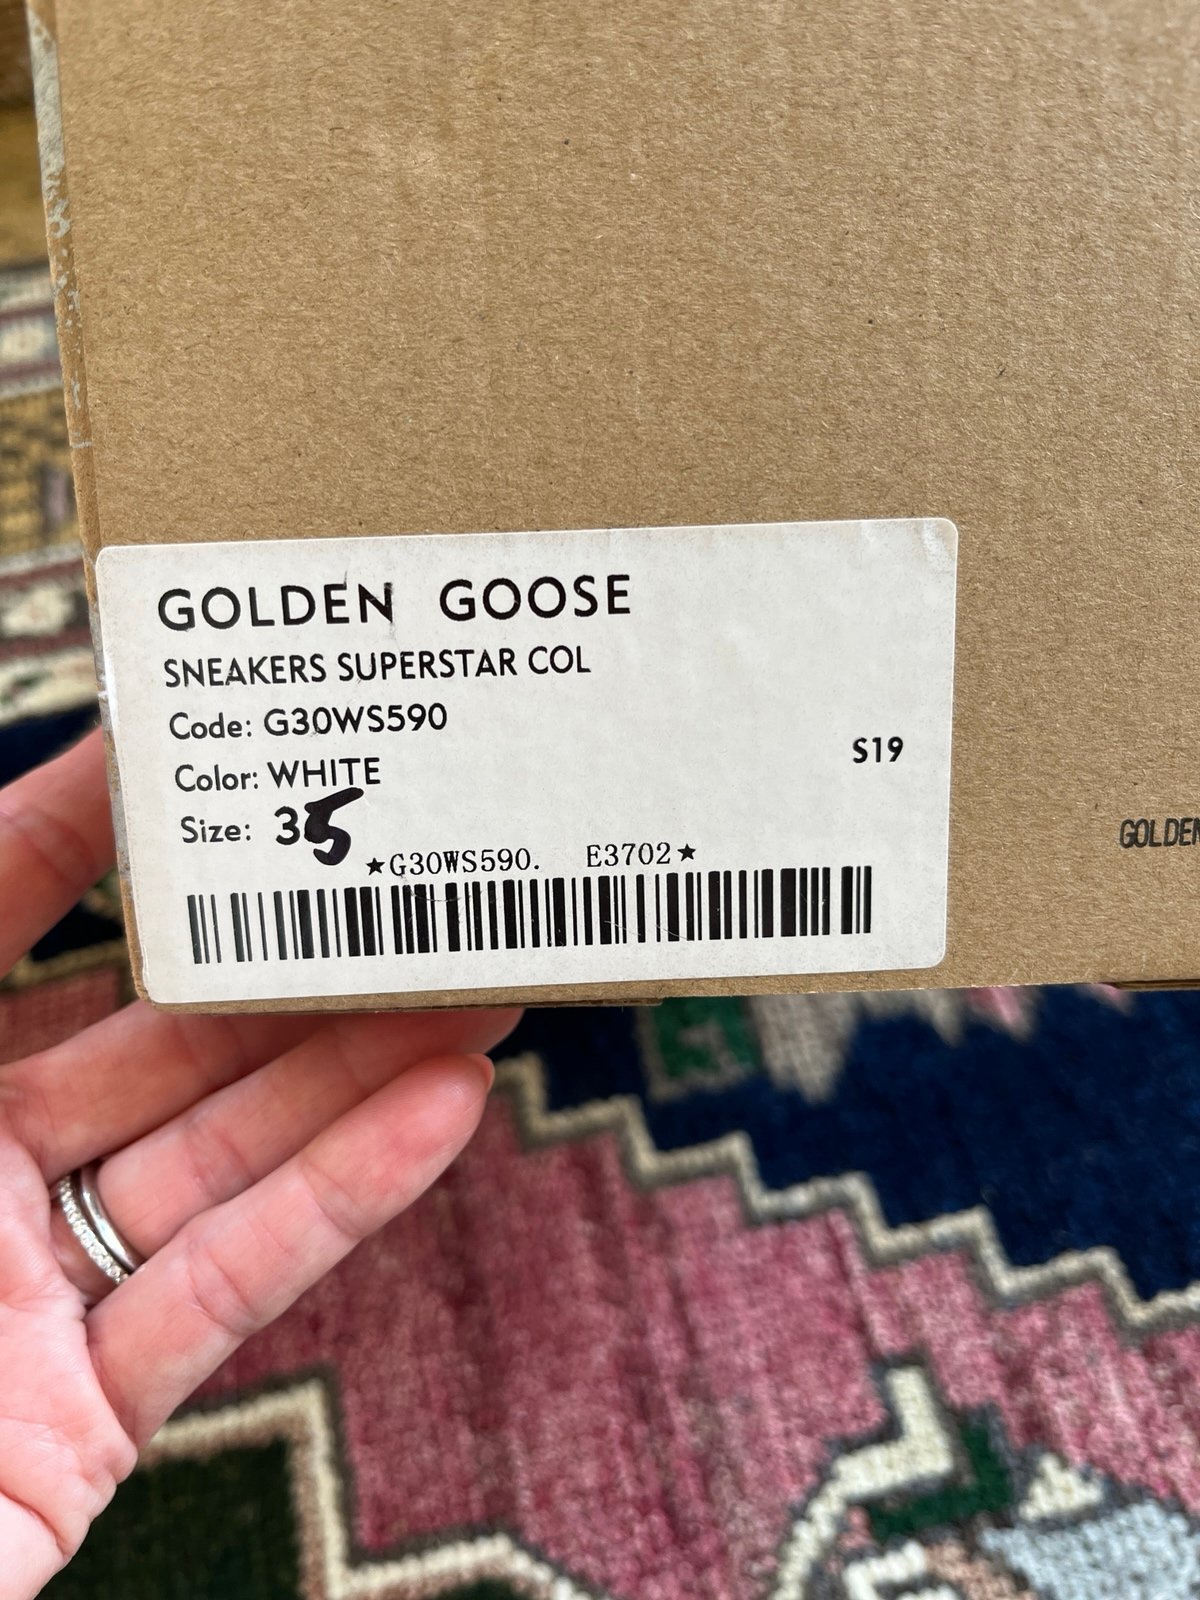 GOLDEN GOOSE
SNEAKERS SUPERSTAR COL
Code: G30WS590
Color: WHITE
S19
Size: 35
★G30WS590. E3702★
GOLDEN